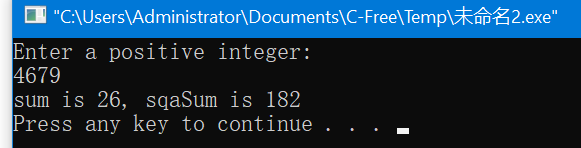 "C:\Users\Administrator\Documents\C-Free\Temp\未命名2.exe"
Enter a positive integer:
4679
sum is 26, sqaSum is 182
Press any key to continue . . .